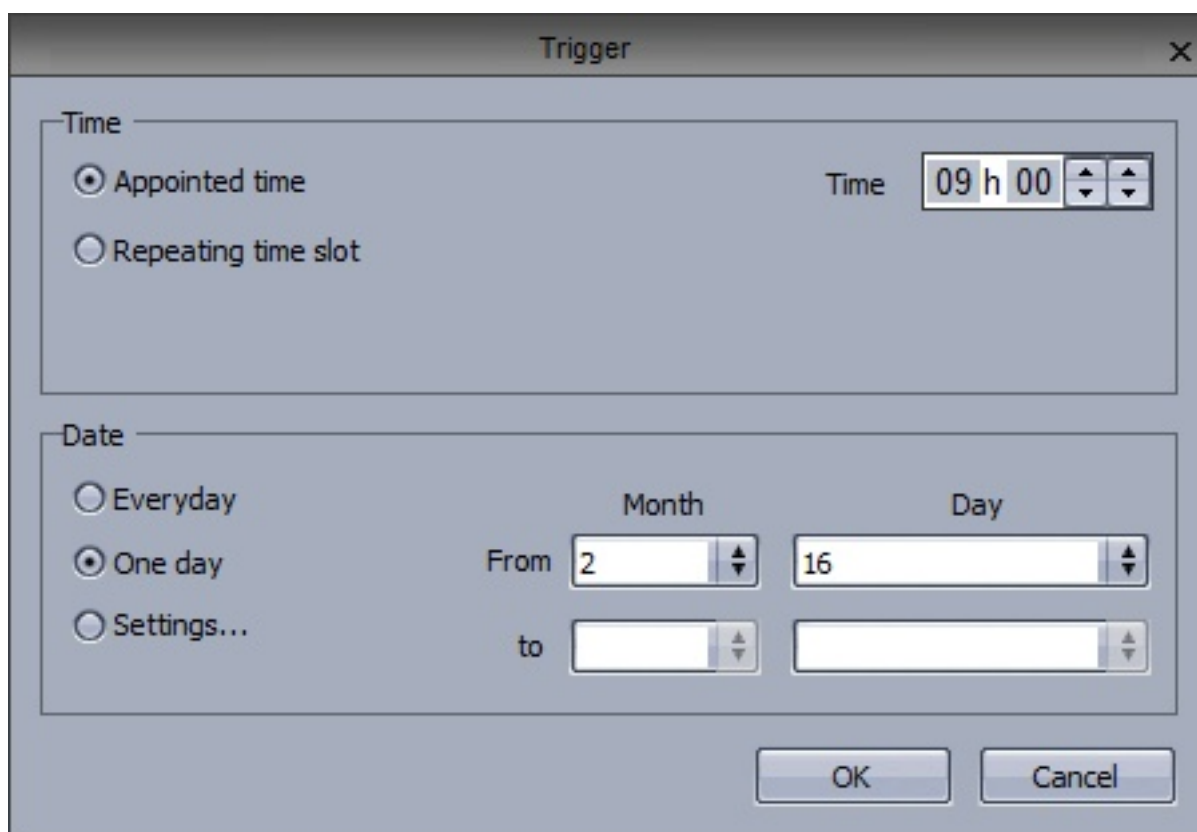 Trigger
Time
Appointed time
Time 09 h 00
Repeating time slot
Date
Everyday
Month Day
One day
From 2 16
Settings...
to
OK Cancel